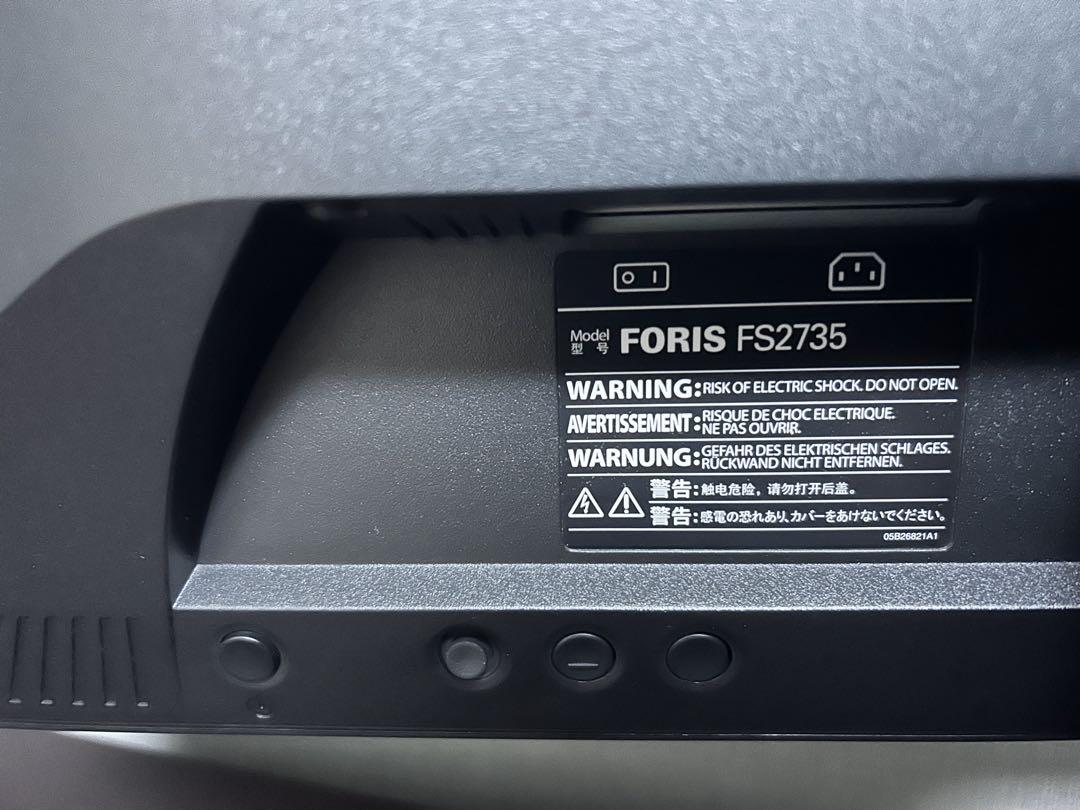 Model
型 号
FORIS FS2735
WARNING: RISK OF ELECTRIC SHOCK. DO NOT OPEN.
AVERTISSEMENT: RISQUE DE CHOC ELECTRIQUE.
NE PAS OUVRIR.
WARNUNG: GEFAHR DES ELEKTRISCHEN SCHLAGES.
RÜCKWAND NICHT ENTFERNEN.
警告: 触电危险，请勿打开后盖。
警告: 感電の恐れあり、カバーをあけないでください。
05B26821A1